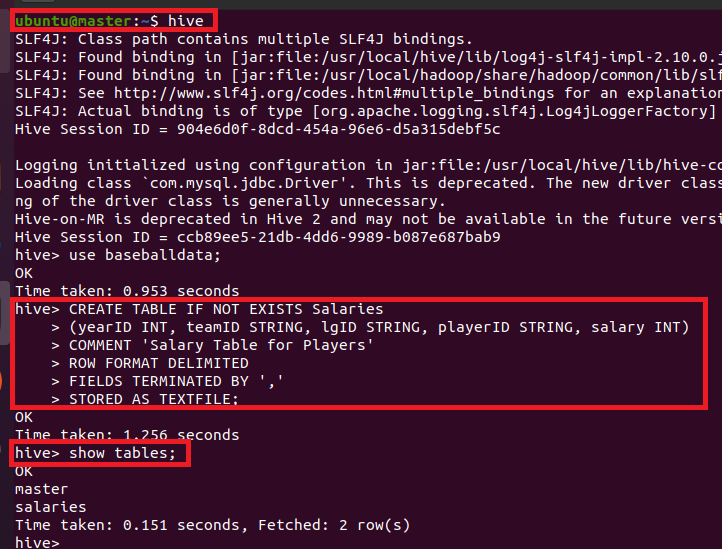 ubuntu@master:~$ hive
SLF4J: Class path contains multiple SLF4J bindings.
SLF4J: Found binding in [jar:file:/usr/local/hive/lib/log4j-slf4j-impl-2.10.0.j
SLF4J: Found binding in [jar:file:/usr/local/hadoop/share/hadoop/common/lib/slf
SLF4J: See http://www.slf4j.org/codes.html#multiple_bindings for an explanation
SLF4J: Actual binding is of type [org.apache.logging.slf4j.Log4jLoggerFactory]
Hive Session ID = 904e6d0f-8dcd-454a-96e6-d5a315debf5c
Logging initialized using configuration in jar:file:/usr/local/hive/lib/hive-co
Loading class `com.mysql.jdbc.Driver'. This is deprecated. The new driver class
ng of the driver class is generally unnecessary.
Hive-on-MR is deprecated in Hive 2 and may not be available in the future versi
Hive Session ID = ccb89ee5-21db-4dd6-9989-b087e687bab9
hive> use baseballdata;
OK
Time taken: 0.953 seconds
hive> CREATE TABLE IF NOT EXISTS Salaries
    > (yearID INT, teamID STRING, lgID STRING, playerID STRING, salary INT)
    > COMMENT 'Salary Table for Players'
    > ROW FORMAT DELIMITED
    > FIELDS TERMINATED BY ','
    > STORED AS TEXTFILE;
OK
Time taken: 1.256 seconds
hive> show tables;
OK
master
salaries
Time taken: 0.151 seconds, Fetched: 2 row(s)
hive>